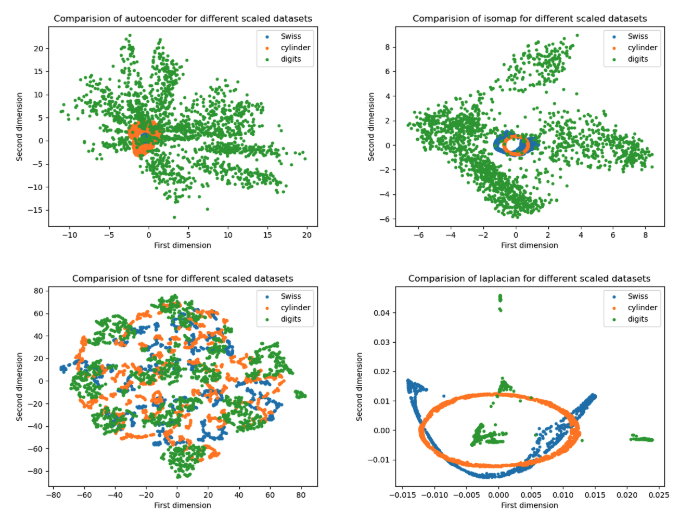 Comparision of autoencoder for different scaled datasets
Swiss
cylinder
digits
Second dimension
20
15
10
5
0
−5
−10
−15
−10
−5
0
5
10
15
20
First dimension
Comparision of isomap for different scaled datasets
Swiss
cylinder
digits
Second dimension
8
6
4
2
0
−2
−4
−6
−6
−4
−2
0
2
4
6
8
First dimension
Comparision of tsne for different scaled datasets
Swiss
cylinder
digits
Second dimension
80
60
40
20
0
−20
−40
−60
−80
−80
−60
−40
−20
0
20
40
60
80
First dimension
Comparision of laplacian for different scaled datasets
Swiss
cylinder
digits
Second dimension
0.04
0.03
0.02
0.01
0.00
−0.01
−0.015
−0.010
−0.005
0.000
0.005
0.010
0.015
0.020
0.025
First dimension